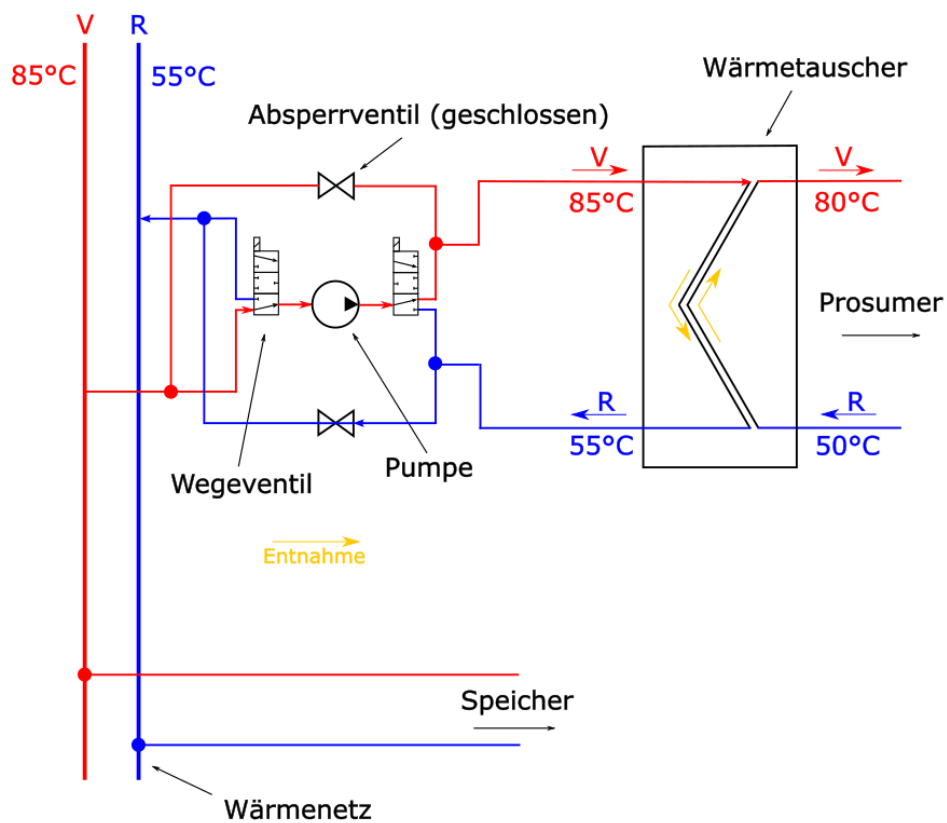 V R
85°C 55°C
Wärmetauscher
Absperrventil (geschlossen)
V V
85°C 80°C
Prosumer
R R
55°C 50°C
Pumpe
Wegeventil
Entnahme
Speicher
Wärmenetz